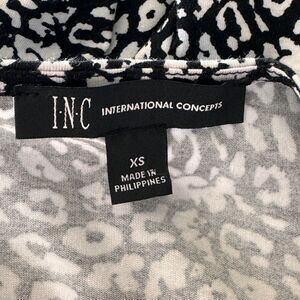 I·N·C INTERNATIONAL CONCEPTS
XS
MADE IN
PHILIPPINES